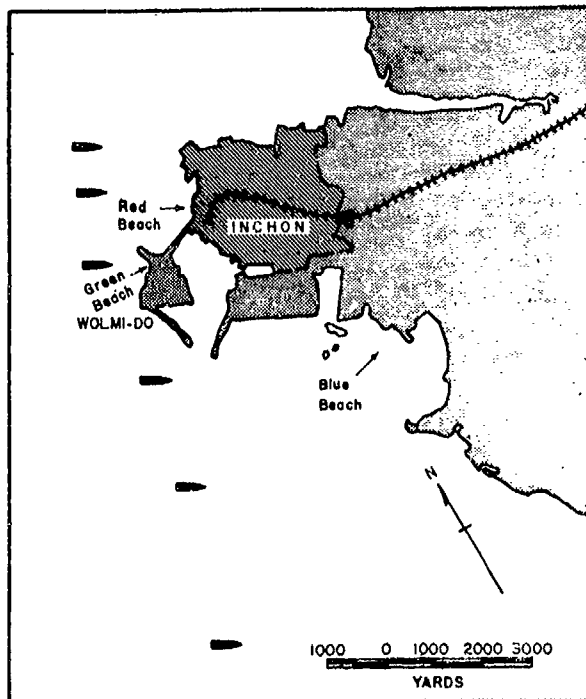 Red
Beach
INCHON
Green
Beach
WOLMI-DO
Blue
Beach
N
1000 0 1000 2000 3000
YARDS